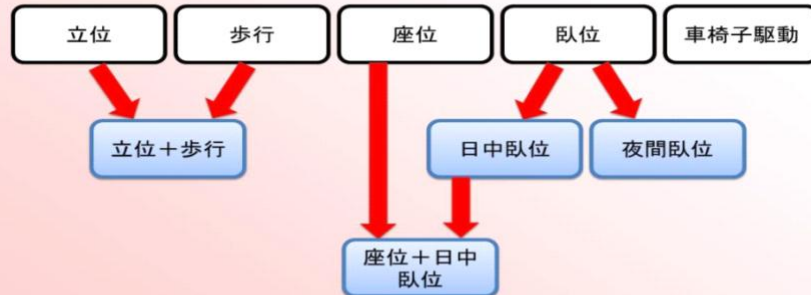 立位
歩行
座位
臥位
車椅子駆動
立位＋歩行
日中臥位
夜間臥位
座位＋日中
臥位